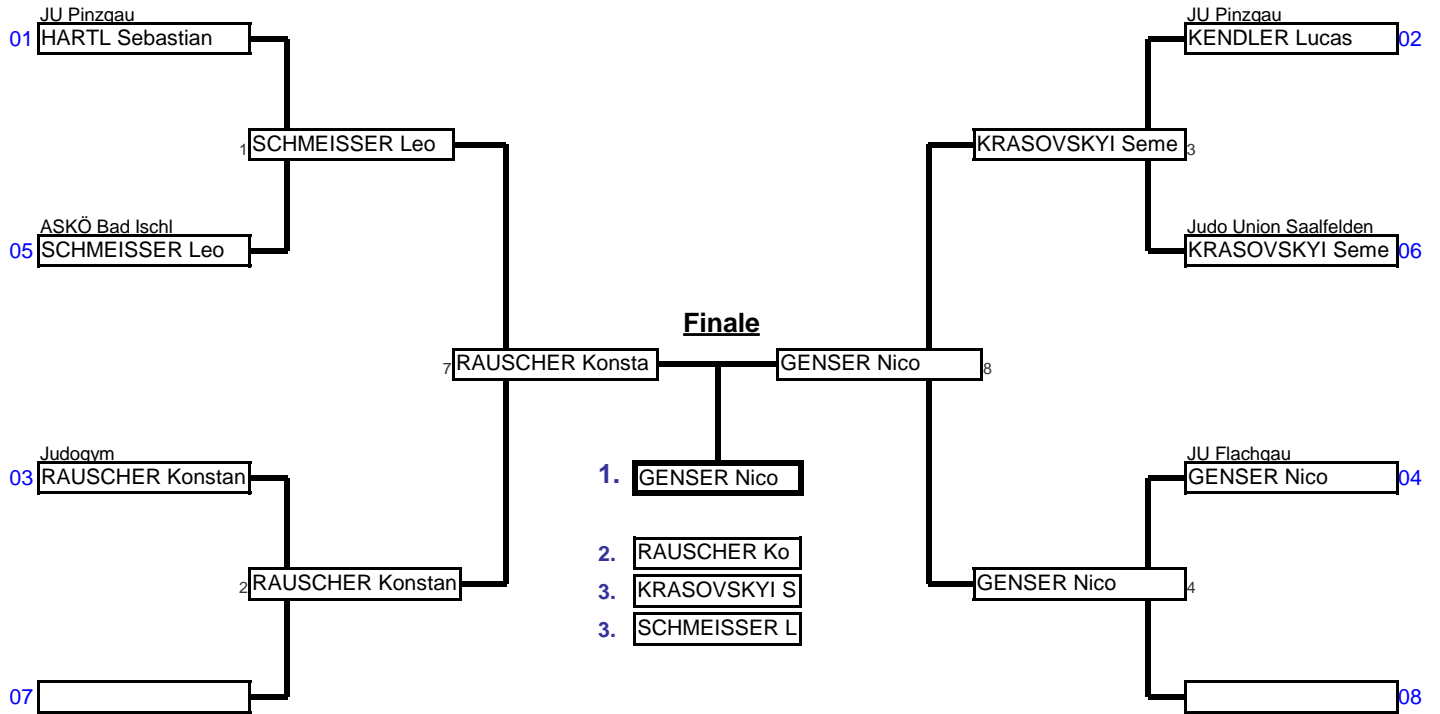 JU Pinzgau
01 HARTL Sebastian
JU Pinzgau
KENDLER Lucas 02
1 SCHMEISSER Leo
KRASOVSKYI Seme 3
ASKÖ Bad Ischl
05 SCHMEISSER Leo
Judo Union Saalfelden
KRASOVSKYI Seme 06
Finale
7 RAUSCHER Konsta
GENSER Nico 8
Judogym
03 RAUSCHER Konstan
1. GENSER Nico
JU Flachgau
GENSER Nico 04
2. RAUSCHER Ko
2 RAUSCHER Konstan
3. KRASOVSKYI S
GENSER Nico 4
3. SCHMEISSER L
07
08